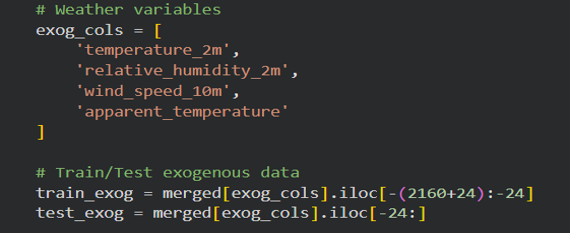 # Weather variables
exog_cols = [
    'temperature_2m',
    'relative_humidity_2m',
    'wind_speed_10m',
    'apparent_temperature'
]
# Train/Test exogenous data
train_exog = merged[exog_cols].iloc[-(2160+24):-24]
test_exog = merged[exog_cols].iloc[-24:]